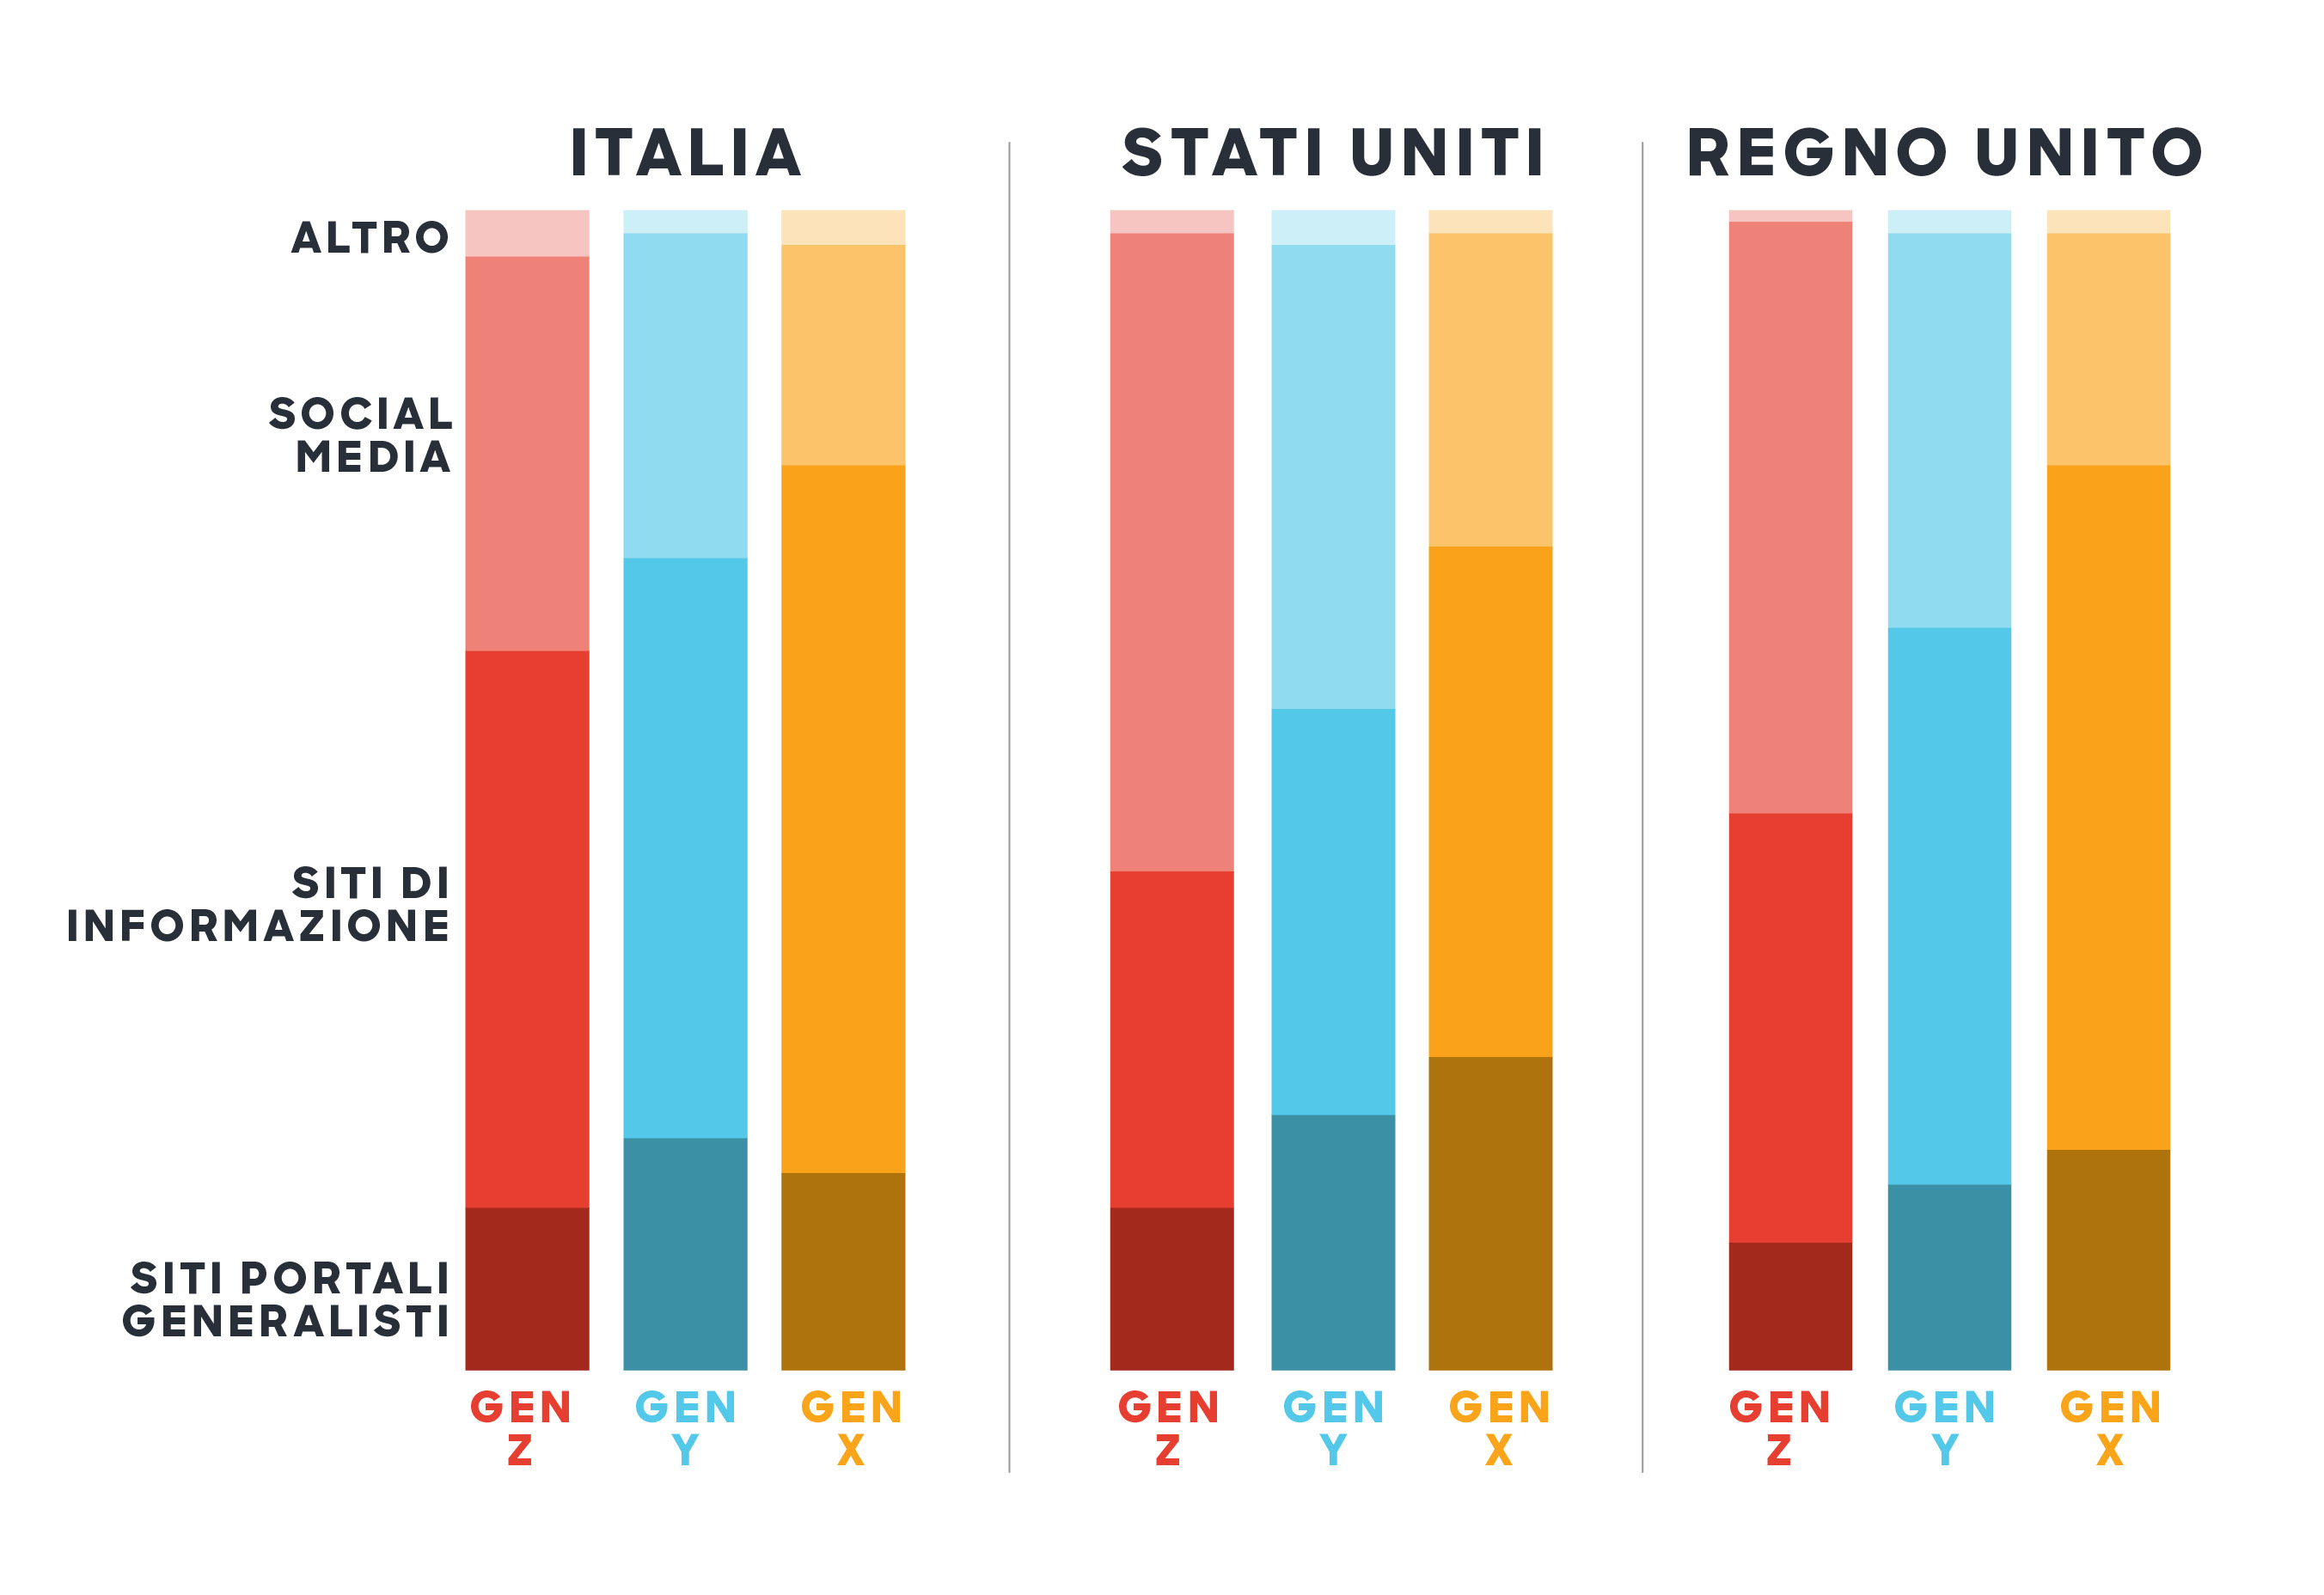 ITALIA
STATI UNITI
REGNO UNITO
ALTRO
SOCIAL
MEDIA
SITI DI
INFORMAZIONE
SITI PORTALI
GENERALISTI
GEN
Z
GEN
Y
GEN
X
GEN
Z
GEN
Y
GEN
X
GEN
Z
GEN
Y
GEN
X